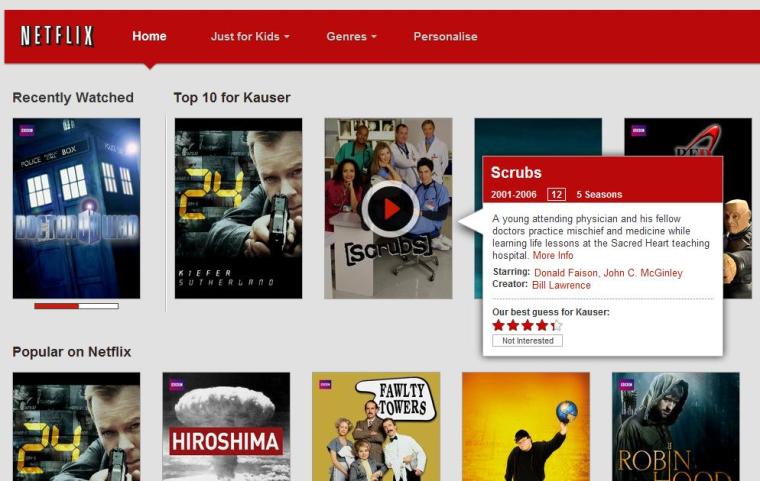 NETFLIX
Home
Just for Kids
Genres
Personalise
Recently Watched
Top 10 for Kauser
BBC
POLICE BOX
DOCTOR WHO
24
KIEFER
SUTHERLAND
[scrubs]
BBC
RED
Scrubs
2001-2006 12 5 Seasons
A young attending physician and his fellow
doctors practice mischief and medicine while
learning life lessons at the Sacred Heart teaching
hospital. More Info
Starring: Donald Faison, John C. McGinley
Creator: Bill Lawrence
Our best guess for Kauser:
Not Interested
Popular on Netflix
24
BBC
HIROSHIMA
BBC
FAWLTY
TOWERS
BBC
ROBIN
HOOD